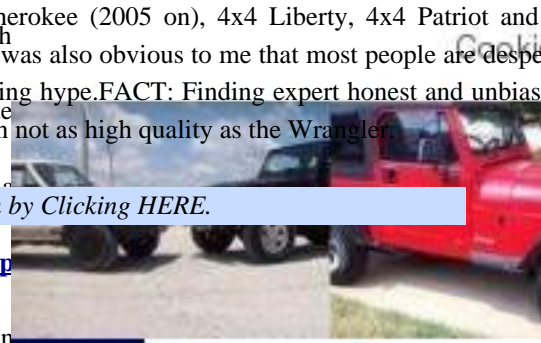 herokee (2005 on), 4x4 Liberty, 4x4 Patriot and
h
was also obvious to me that most people are despe
ing hype.FACT: Finding expert honest and unbias
e
n not as high quality as the Wrangler.
by Clicking HERE.
p
n